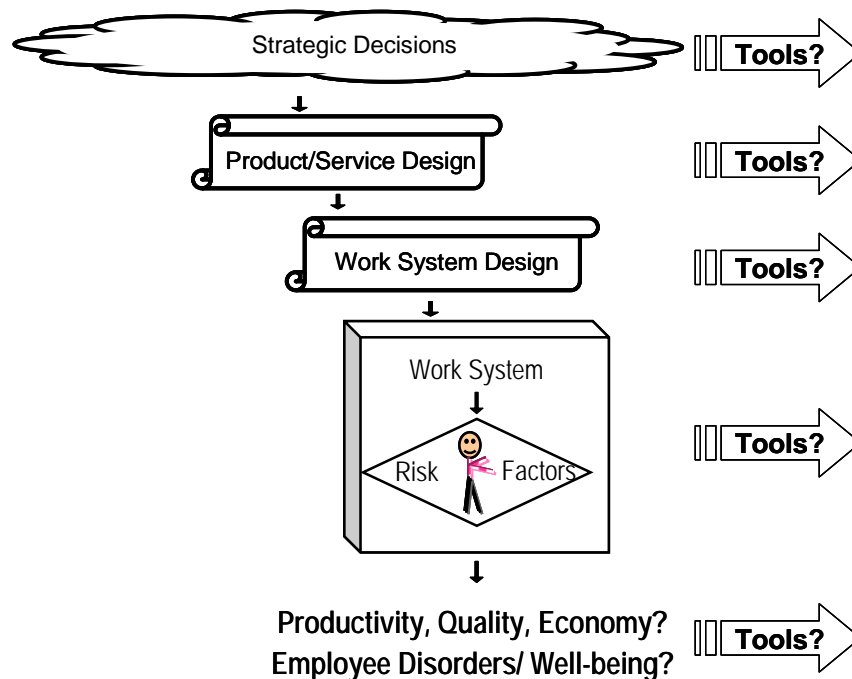 Strategic Decisions
Tools?
Product/Service Design
Tools?
Work System Design
Tools?
Work System
Risk Factors
Tools?
Productivity, Quality, Economy?
Employee Disorders/ Well-being?
Tools?